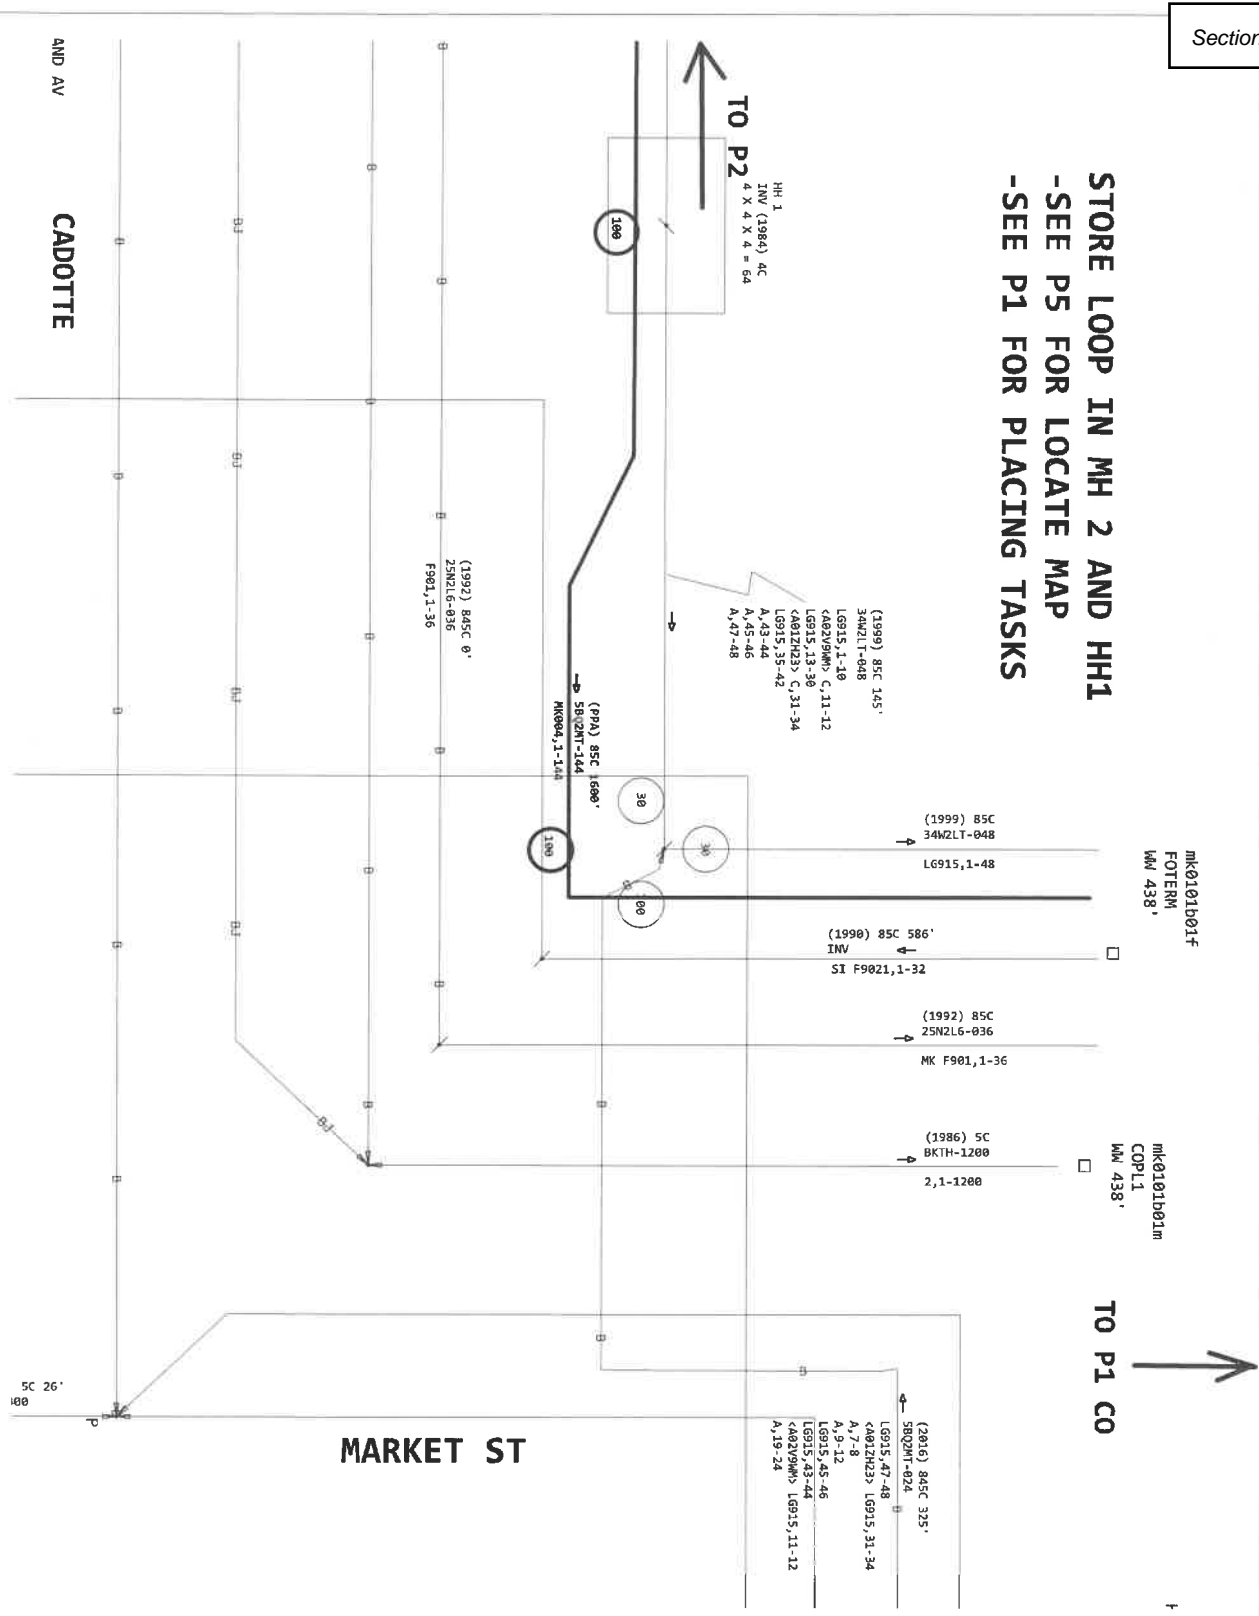 Section
STORE LOOP IN MH 2 AND HH1
-SEE P5 FOR LOCATE MAP
-SEE P1 FOR PLACING TASKS
TO P2
HH 1
INV (1984) 4C
4 X 4 X 4 = 64
100
AND AV
CADOTTE
(1992) 845C 0'
25N2L6-036
F901,1-36
(1999) 85C 145'
34W2LT-048
LG915,1-10
<A02V9WM> C,11-12
LG915,13-30
<A01ZH23> C,31-34
LG915,35-42
A,43-44
A,45-46
A,47-48
(PPA) 85C 1600'
5BQ2MT-144
MK004,1-144
30
30
100
(1999) 85C
34W2LT-048
LG915,1-48
mk0101b01f
FOTERM
WW 438'
(1990) 85C 586'
INV
SI F9021,1-32
(1992) 85C
25N2L6-036
MK F901,1-36
(1986) 5C
BKTH-1200
2,1-1200
mk0101b01m
COPL1
WW 438'
TO P1 CO
5C 26'
P
MARKET ST
(2016) 845C 325'
5BQ2MT-024
LG915,47-48
<A01ZH23> LG915,31-34
A,7-8
A,9-12
LG915,45-46
LG915,43-44
<A02V9WM> LG915,11-12
A,19-24